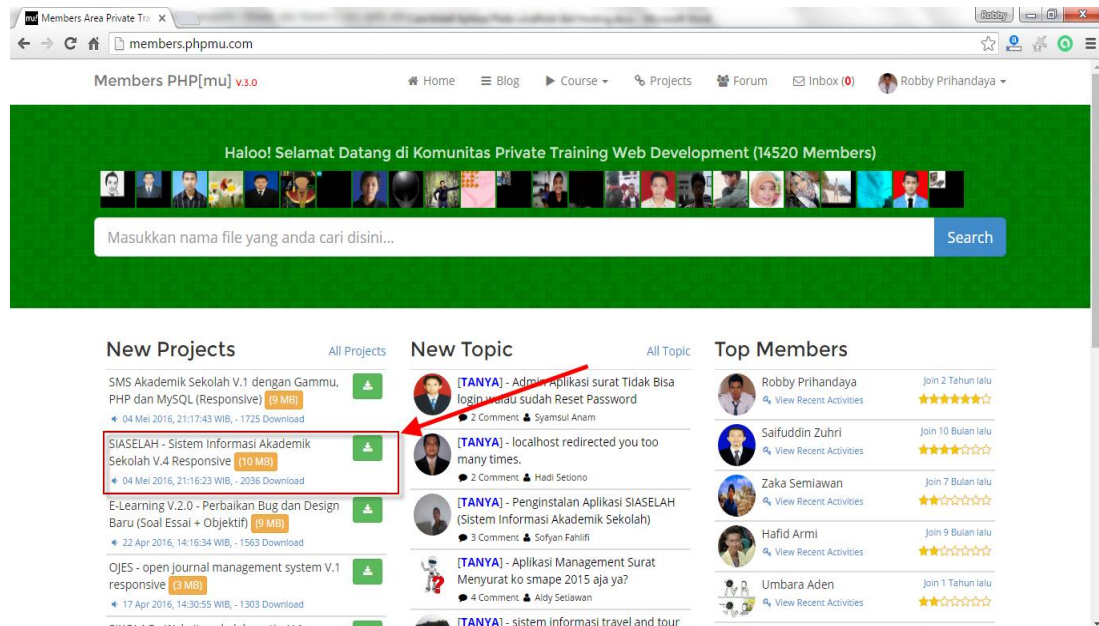 Members Area Private Tra
Robby
members.phpmu.com
Members PHP[mu] v.3.0
Home
Blog
Course
Projects
Forum
Inbox (0)
Robby Prihandaya
Haloo! Selamat Datang di Komunitas Private Training Web Development (14520 Members)
Masukkan nama file yang anda cari disini...
Search
New Projects
All Projects
SMS Akademik Sekolah V.1 dengan Gammu,
PHP dan MySQL (Responsive) (9 MB)
04 Mei 2016, 21:17:43 WIB, - 1725 Download
SIASELAH - Sistem Informasi Akademik
Sekolah V.4 Responsive (10 MB)
04 Mei 2016, 21:16:23 WIB, - 2036 Download
E-Learning V.2.0 - Perbaikan Bug dan Design
Baru (Soal Essai + Objektif) (9 MB)
22 Apr 2016, 14:16:34 WIB, - 1563 Download
OJES - open journal management system V.1
responsive (3 MB)
17 Apr 2016, 14:30:55 WIB, - 1303 Download
New Topic
All Topic
[TANYA] - Admin Aplikasi surat Tidak Bisa
login walau sudah Reset Password
2 Comment Syamsul Anam
[TANYA] - localhost redirected you too
many times.
2 Comment Hadi Setiono
[TANYA] - Penginstalan Aplikasi SIASELAH
(Sistem Informasi Akademik Sekolah)
3 Comment Sofyan Fahlifi
[TANYA] - Aplikasi Management Surat
Menyurat ko smape 2015 aja ya?
4 Comment Aldy Setiawan
[TANYA] - sistem informasi travel and tour
Top Members
Robby Prihandaya
Join 2 Tahun lalu
View Recent Activities
Saifuddin Zuhri
Join 10 Bulan lalu
View Recent Activities
Zaka Semiawan
Join 7 Bulan lalu
View Recent Activities
Hafid Armi
Join 9 Bulan lalu
View Recent Activities
Umbara Aden
Join 1 Tahun lalu
View Recent Activities